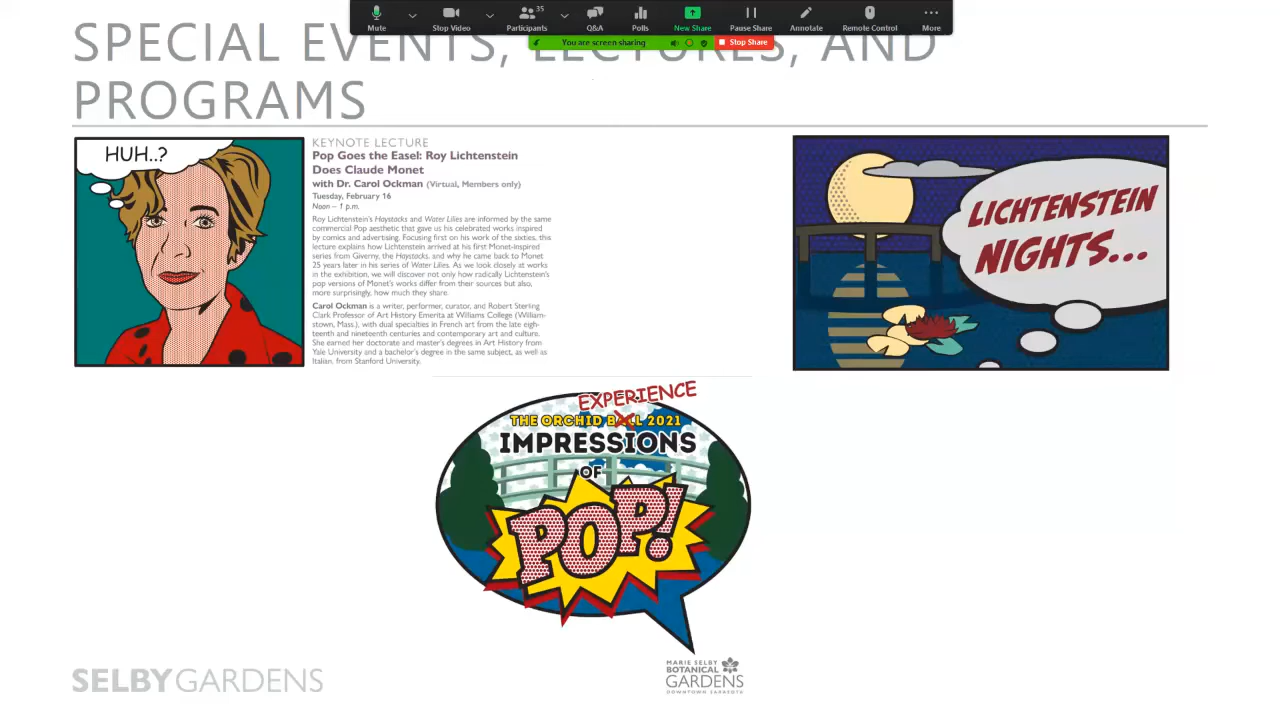 35
Mute
Stop Video
Participants
Q&A
Polls
New Share
Pause Share
Annotate
Remote Control
More
You are screen sharing
Stop Share
SPECIAL EVENTS, LECTURES, AND
PROGRAMS
HUH..?
KEYNOTE LECTURE
Pop Goes the Easel: Roy Lichtenstein
Does Claude Monet
with Dr. Carol Ockman (Virtual, Members only)
Tuesday, February 16
Noon – 1 p.m.
Roy Lichtenstein's Haystacks and Water Lilies are informed by the same
commercial Pop aesthetic that gave us his celebrated works inspired
by comics and advertising. Focusing first on his work of the sixties, this
lecture explains how Lichtenstein arrived at his first Monet-inspired
series from Giverny, the Haystacks, and why he came back to Monet
25 years later in his series of Water Lilies. As we look closely at works
in the exhibition, we will discover not only how radically Lichtenstein's
pop versions of Monet's works differ from their sources but also,
more surprisingly, how much they share.
Carol Ockman is a writer, performer, curator, and Robert Sterling
Clark Professor of Art History Emerita at Williams College (William-
stown, Mass.), with dual specialties in French art from the late eigh-
teenth and nineteenth centuries and contemporary art and culture.
She earned her doctorate and master's degrees in Art History from
Yale University and a bachelor's degree in the same subject, as well as
Italian, from Stanford University.
LICHTENSTEIN
NIGHTS...
EXPERIENCE
THE ORCHID BALL 2021
IMPRESSIONS
OF
POP!
SELBYGARDENS
MARIE SELBY
BOTANICAL
GARDENS
DOWNTOWN SARASOTA